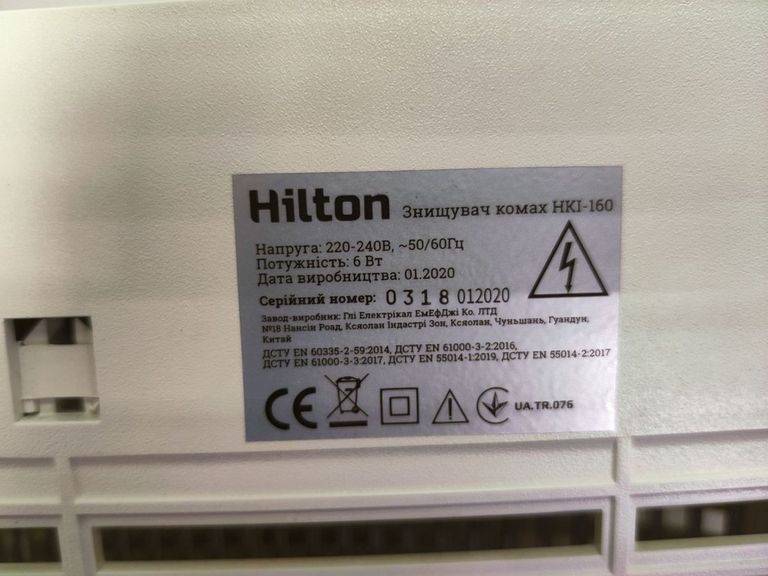 Hilton Знищувач комах HKI-160
Напруга: 220-240В, ~50/60Гц
Потужність: 6 Вт
Дата виробництва: 01.2020
Серійний номер: 0318 012020
Завод-виробник: Глі Електрікал ЕмЕфДжі Ко. ЛТД
№18 Нансін Роад, Ксяолан Індастрі Зон, Ксяолан, Чуньшань, Гуандун,
Китай
ДСТУ EN 60335-2-59:2014, ДСТУ EN 61000-3-2:2016,
ДСТУ EN 61000-3-3:2017, ДСТУ EN 55014-1:2019, ДСТУ EN 55014-2:2017
CE UA.TR.076